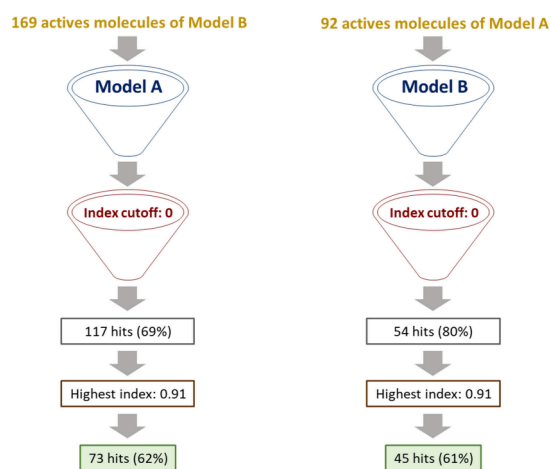 169 actives molecules of Model B
Model A
Index cutoff: 0
117 hits (69%)
Highest index: 0.91
73 hits (62%)
92 actives molecules of Model A
Model B
Index cutoff: 0
54 hits (80%)
Highest index: 0.91
45 hits (61%)